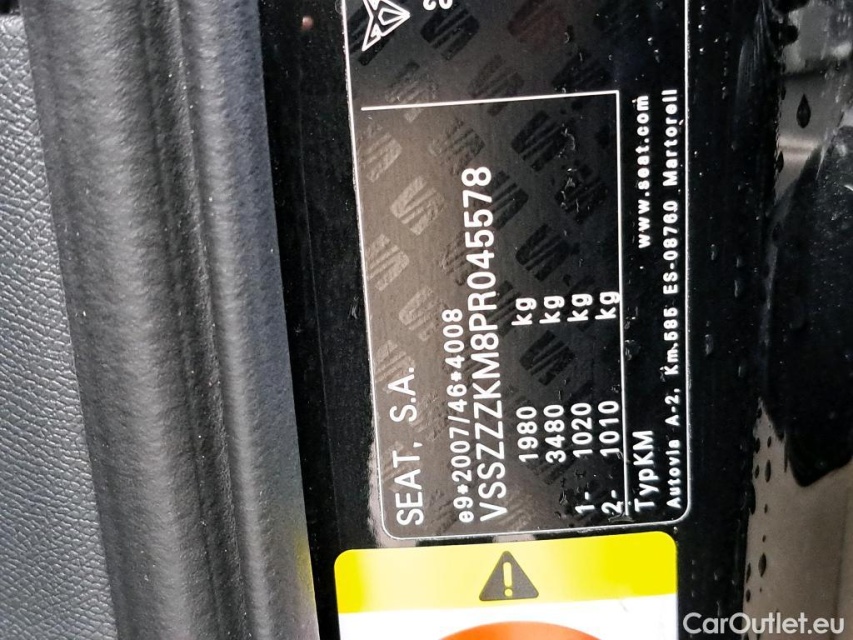 SEAT, S.A.
e9*2007/46*4008
VSSZZZKM8PR045578
1980 kg
3480 kg
1- 1020 kg
2- 1010 kg
TypKM www.seat.com
Autovia A-2, Km.585 ES-08760 Martorell
CarOutlet.eu